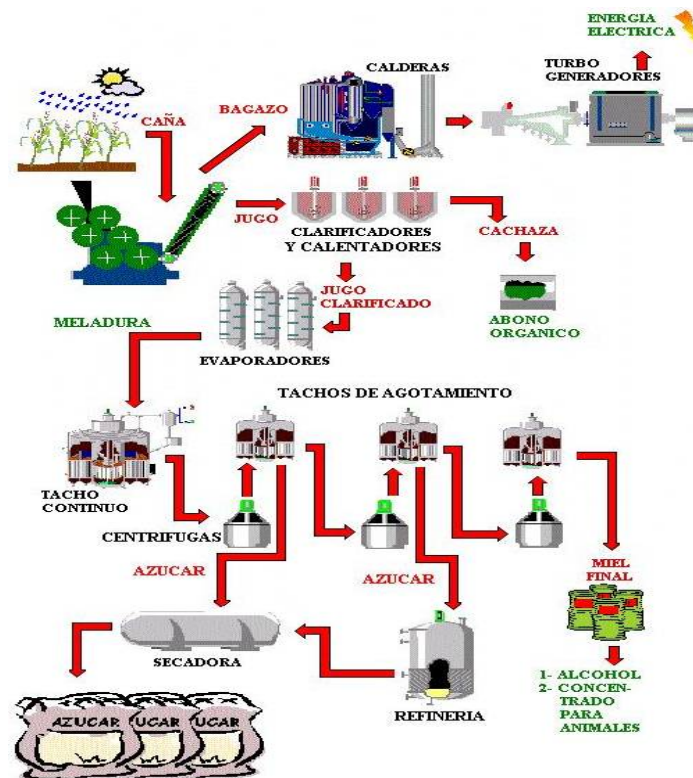 ENERGIA
ELECTRICA
TURBO
GENERADORES
CALDERAS
BAGAZO
CAÑA
JUGO
CLARIFICADORES
Y CALENTADORES
CACHAZA
JUGO
CLARIFICADO
ABONO
ORGANICO
MELADURA
EVAPORADORES
TACHOS DE AGOTAMIENTO
TACHO
CONTINUO
CENTRIFUGAS
AZUCAR
AZUCAR
MIEL
FINAL
SECADORA
REFINERIA
1- ALCOHOL
2- CONCEN-
TRADO
PARA
ANIMALES
AZUCAR
UCAR
UCAR